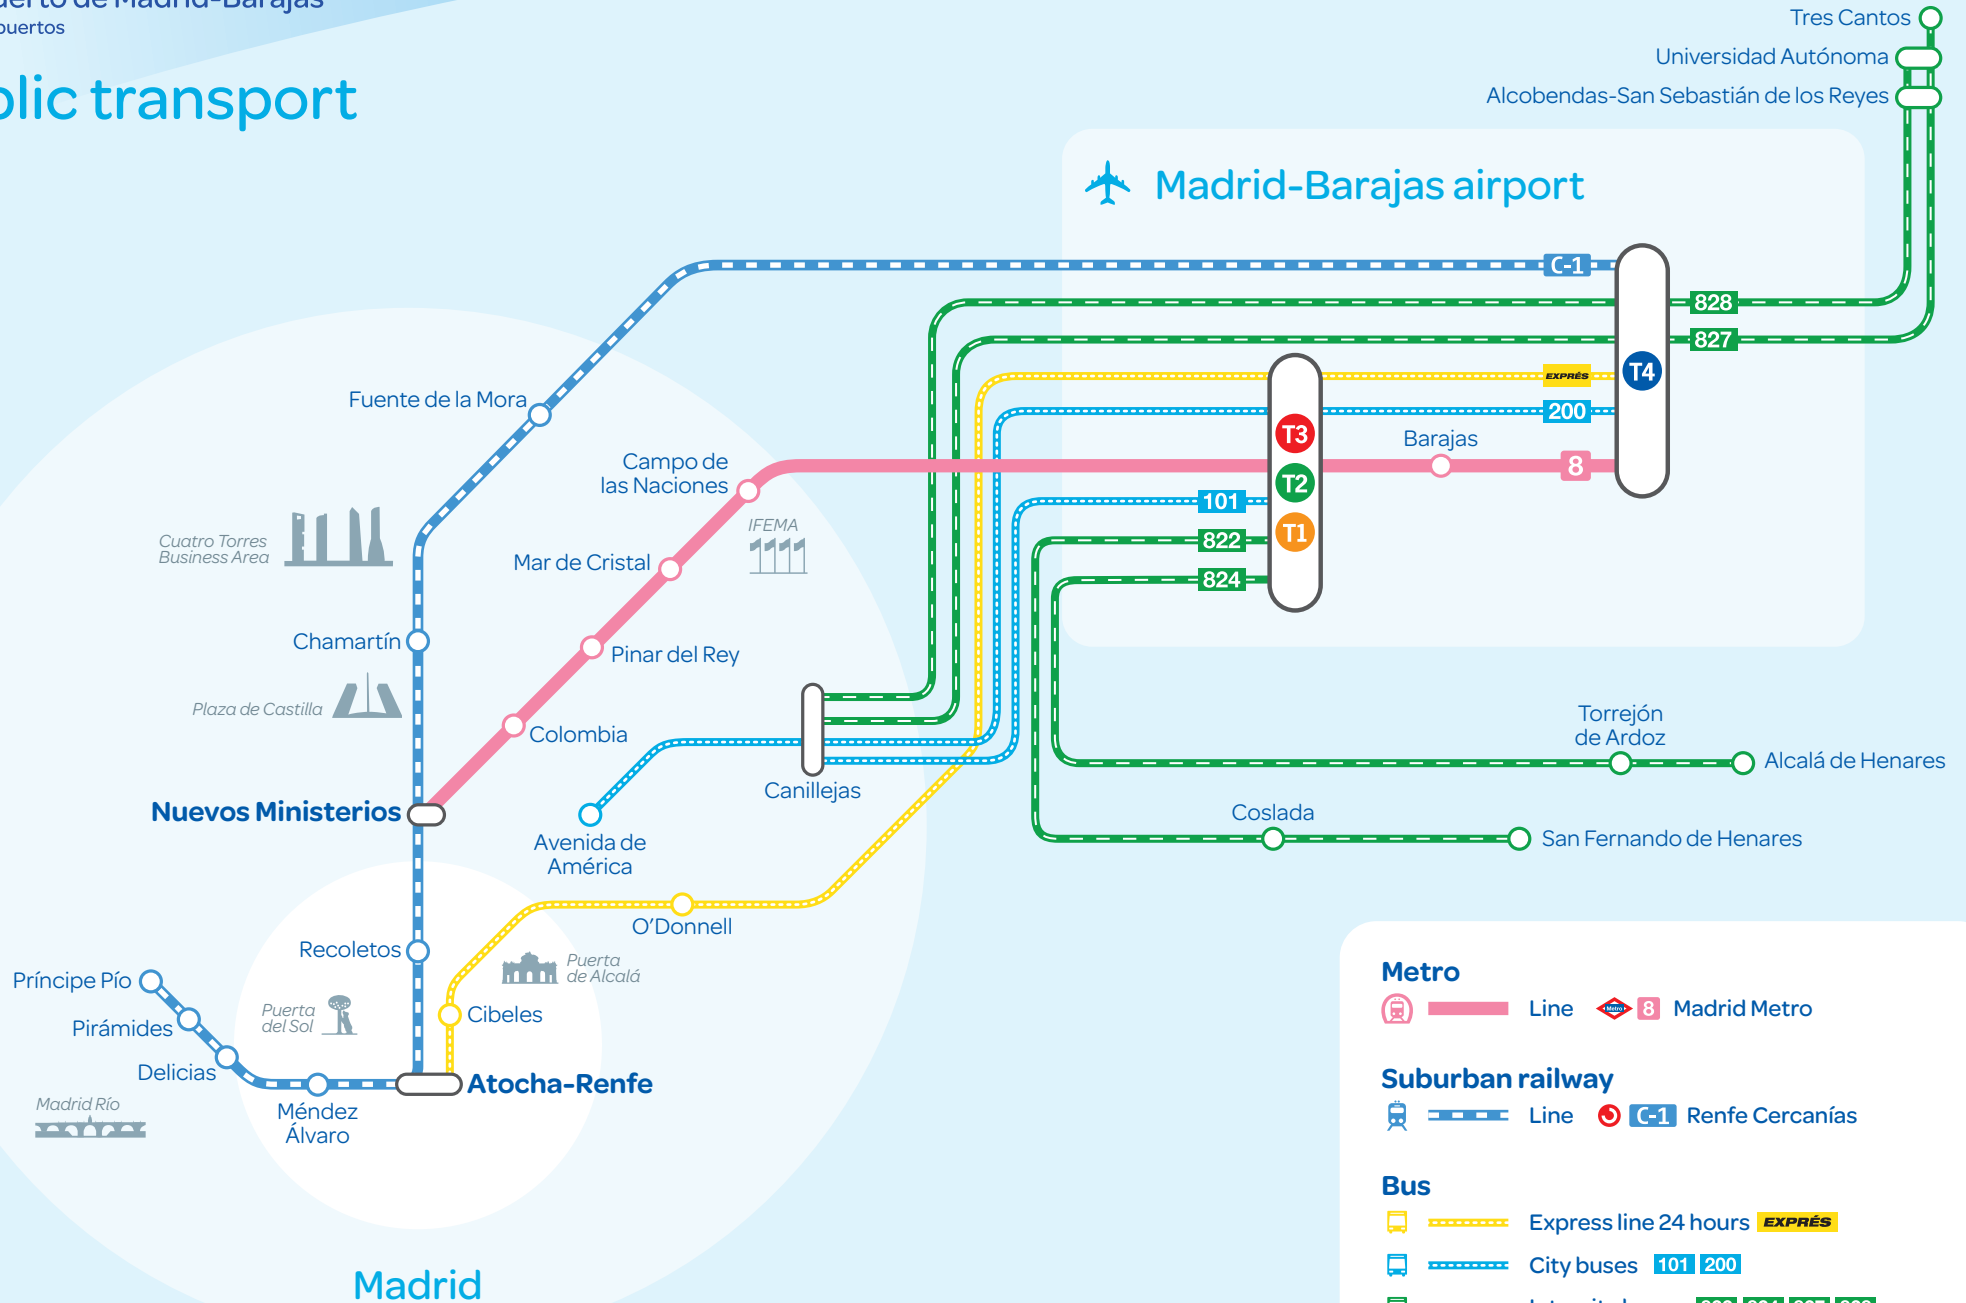 Madrid-Barajas
puertos
transport
Tres Cantos
Universidad Autónoma
Alcobendas-San Sebastián de los Reyes
Madrid-Barajas airport
C-1
828
827
EXPRÉS
T4
200
Fuente de la Mora
T3
Barajas
Campo de
las Naciones
8
T2
101
IFEMA
T1
822
Cuatro Torres
Business Area
Mar de Cristal
824
Chamartín
Pinar del Rey
Plaza de Castilla
Colombia
Torrejón
de Ardoz
Alcalá de Henares
Canillejas
Nuevos Ministerios
Coslada
San Fernando de Henares
Avenida de
América
O'Donnell
Recoletos
Puerta
de Alcalá
Príncipe Pío
Puerta
del Sol
Cibeles
Pirámides
Delicias
Atocha-Renfe
Madrid Río
Méndez
Álvaro
Madrid
Metro
Line Metro 8 Madrid Metro
Suburban railway
Line C-1 Renfe Cercanías
Bus
Express line 24 hours EXPRÉS
City buses 101 200